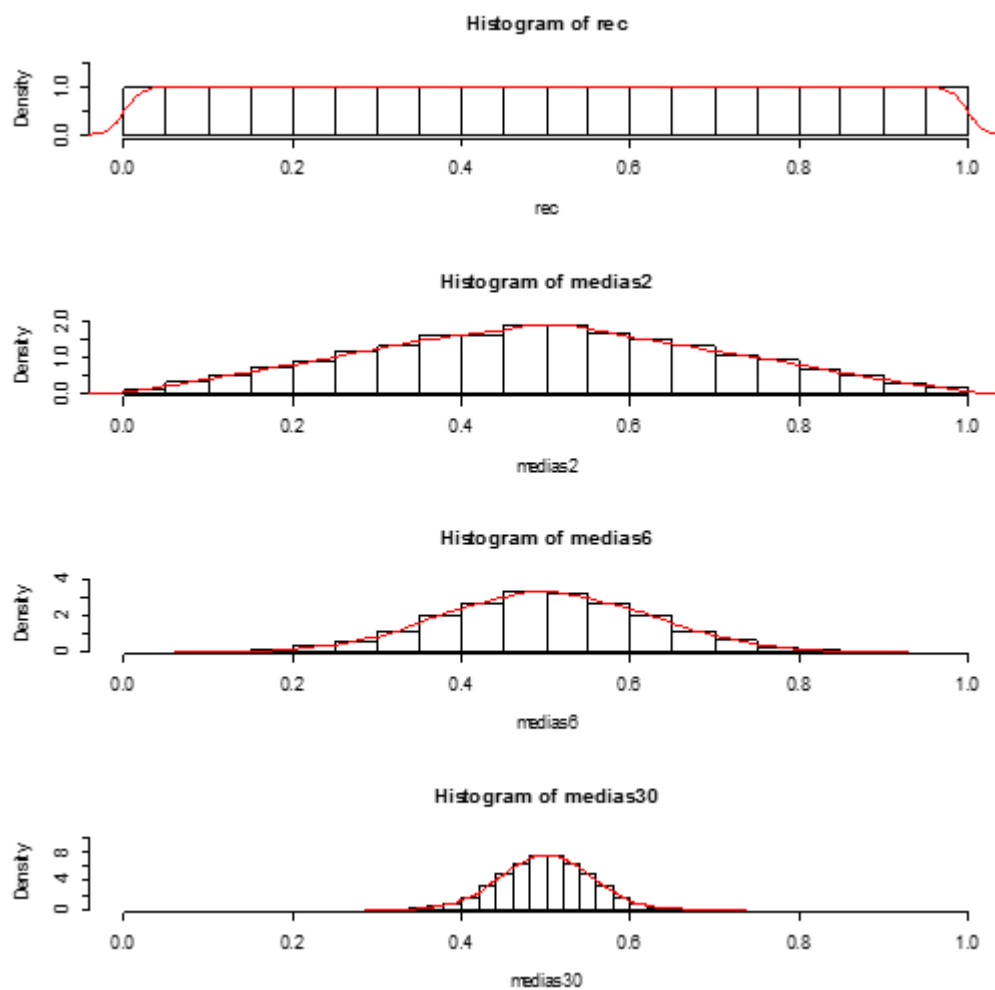 Histogram of rec
Density
0.0 1.0
0.0 0.2 0.4 0.6 0.8 1.0
rec
Histogram of medias2
Density
0.0 1.0 2.0
0.0 0.2 0.4 0.6 0.8 1.0
medias2
Histogram of medias6
Density
0 2 4
0.0 0.2 0.4 0.6 0.8 1.0
medias6
Histogram of medias30
Density
0 4 8
0.0 0.2 0.4 0.6 0.8 1.0
medias30